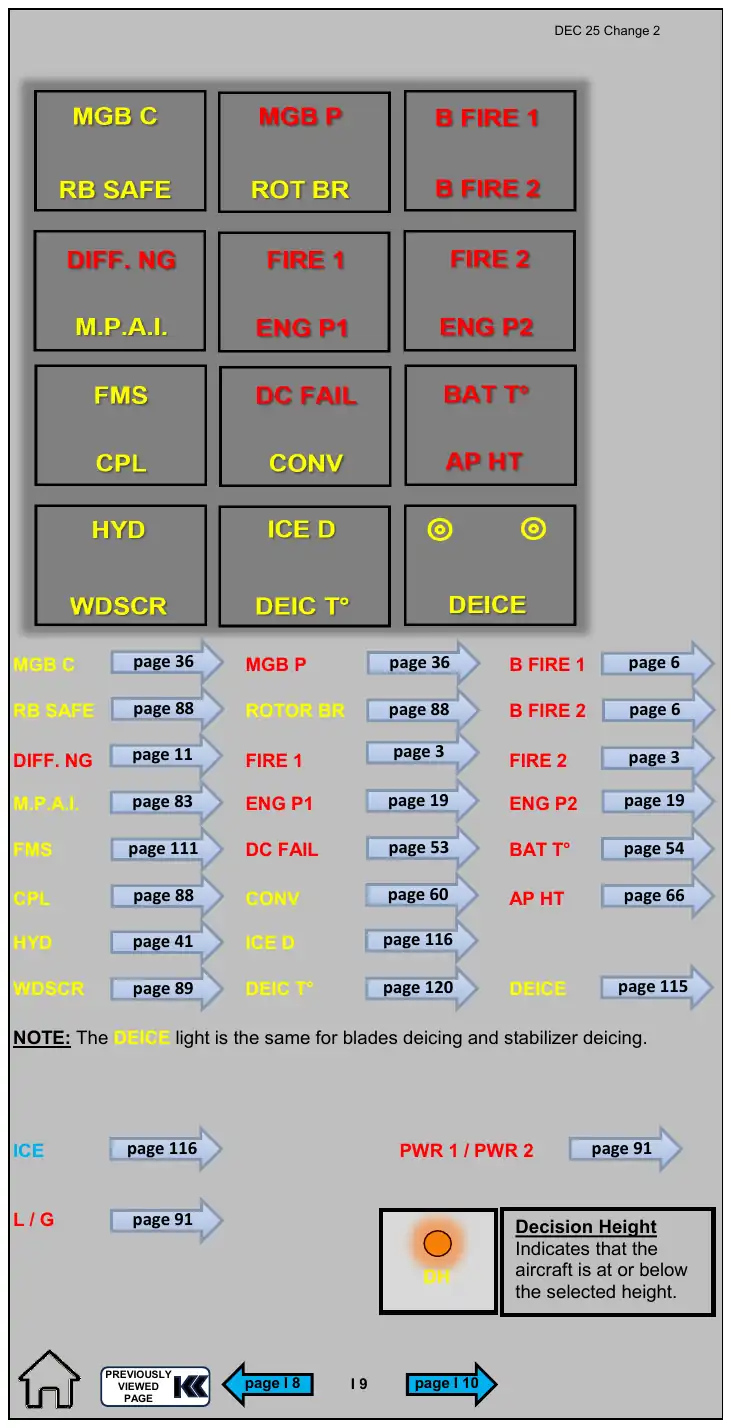 DEC 25 Change 2
MGB C
RB SAFE
MGB P
ROT BR
B FIRE 1
B FIRE 2
DIFF. NG
M.P.A.I.
FIRE 1
ENG P1
FIRE 2
ENG P2
FMS
CPL
DC FAIL
CONV
BAT T°
AP HT
HYD
WDSCR
ICE D
DEIC T°
DEICE
MGB C page 36 MGB P page 36 B FIRE 1 page 6
RB SAFE page 88 ROTOR BR page 88 B FIRE 2 page 6
DIFF. NG page 11 FIRE 1 page 3 FIRE 2 page 3
M.P.A.I. page 83 ENG P1 page 19 ENG P2 page 19
FMS page 111 DC FAIL page 53 BAT T° page 54
CPL page 88 CONV page 60 AP HT page 66
HYD page 41 ICE D page 116
WDSCR page 89 DEIC T° page 120 DEICE page 115
NOTE: The DEICE light is the same for blades deicing and stabilizer deicing.
ICE page 116 PWR 1 / PWR 2 page 91
L / G page 91
DH
Decision Height
Indicates that the
aircraft is at or below
the selected height.
PREVIOUSLY
VIEWED
PAGE
page I 8
I 9
page I 10